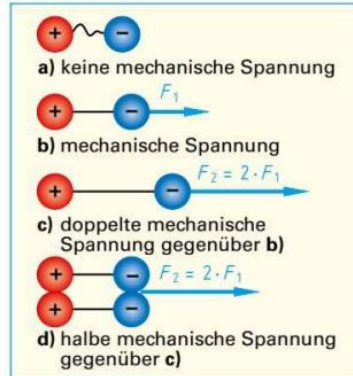 + −
a) keine mechanische Spannung
F₁
+ −
b) mechanische Spannung
F₂ = 2 · F₁
+ −
c) doppelte mechanische
Spannung gegenüber b)
+ − F₂ = 2 · F₁
+ −
d) halbe mechanische Spannung
gegenüber c)